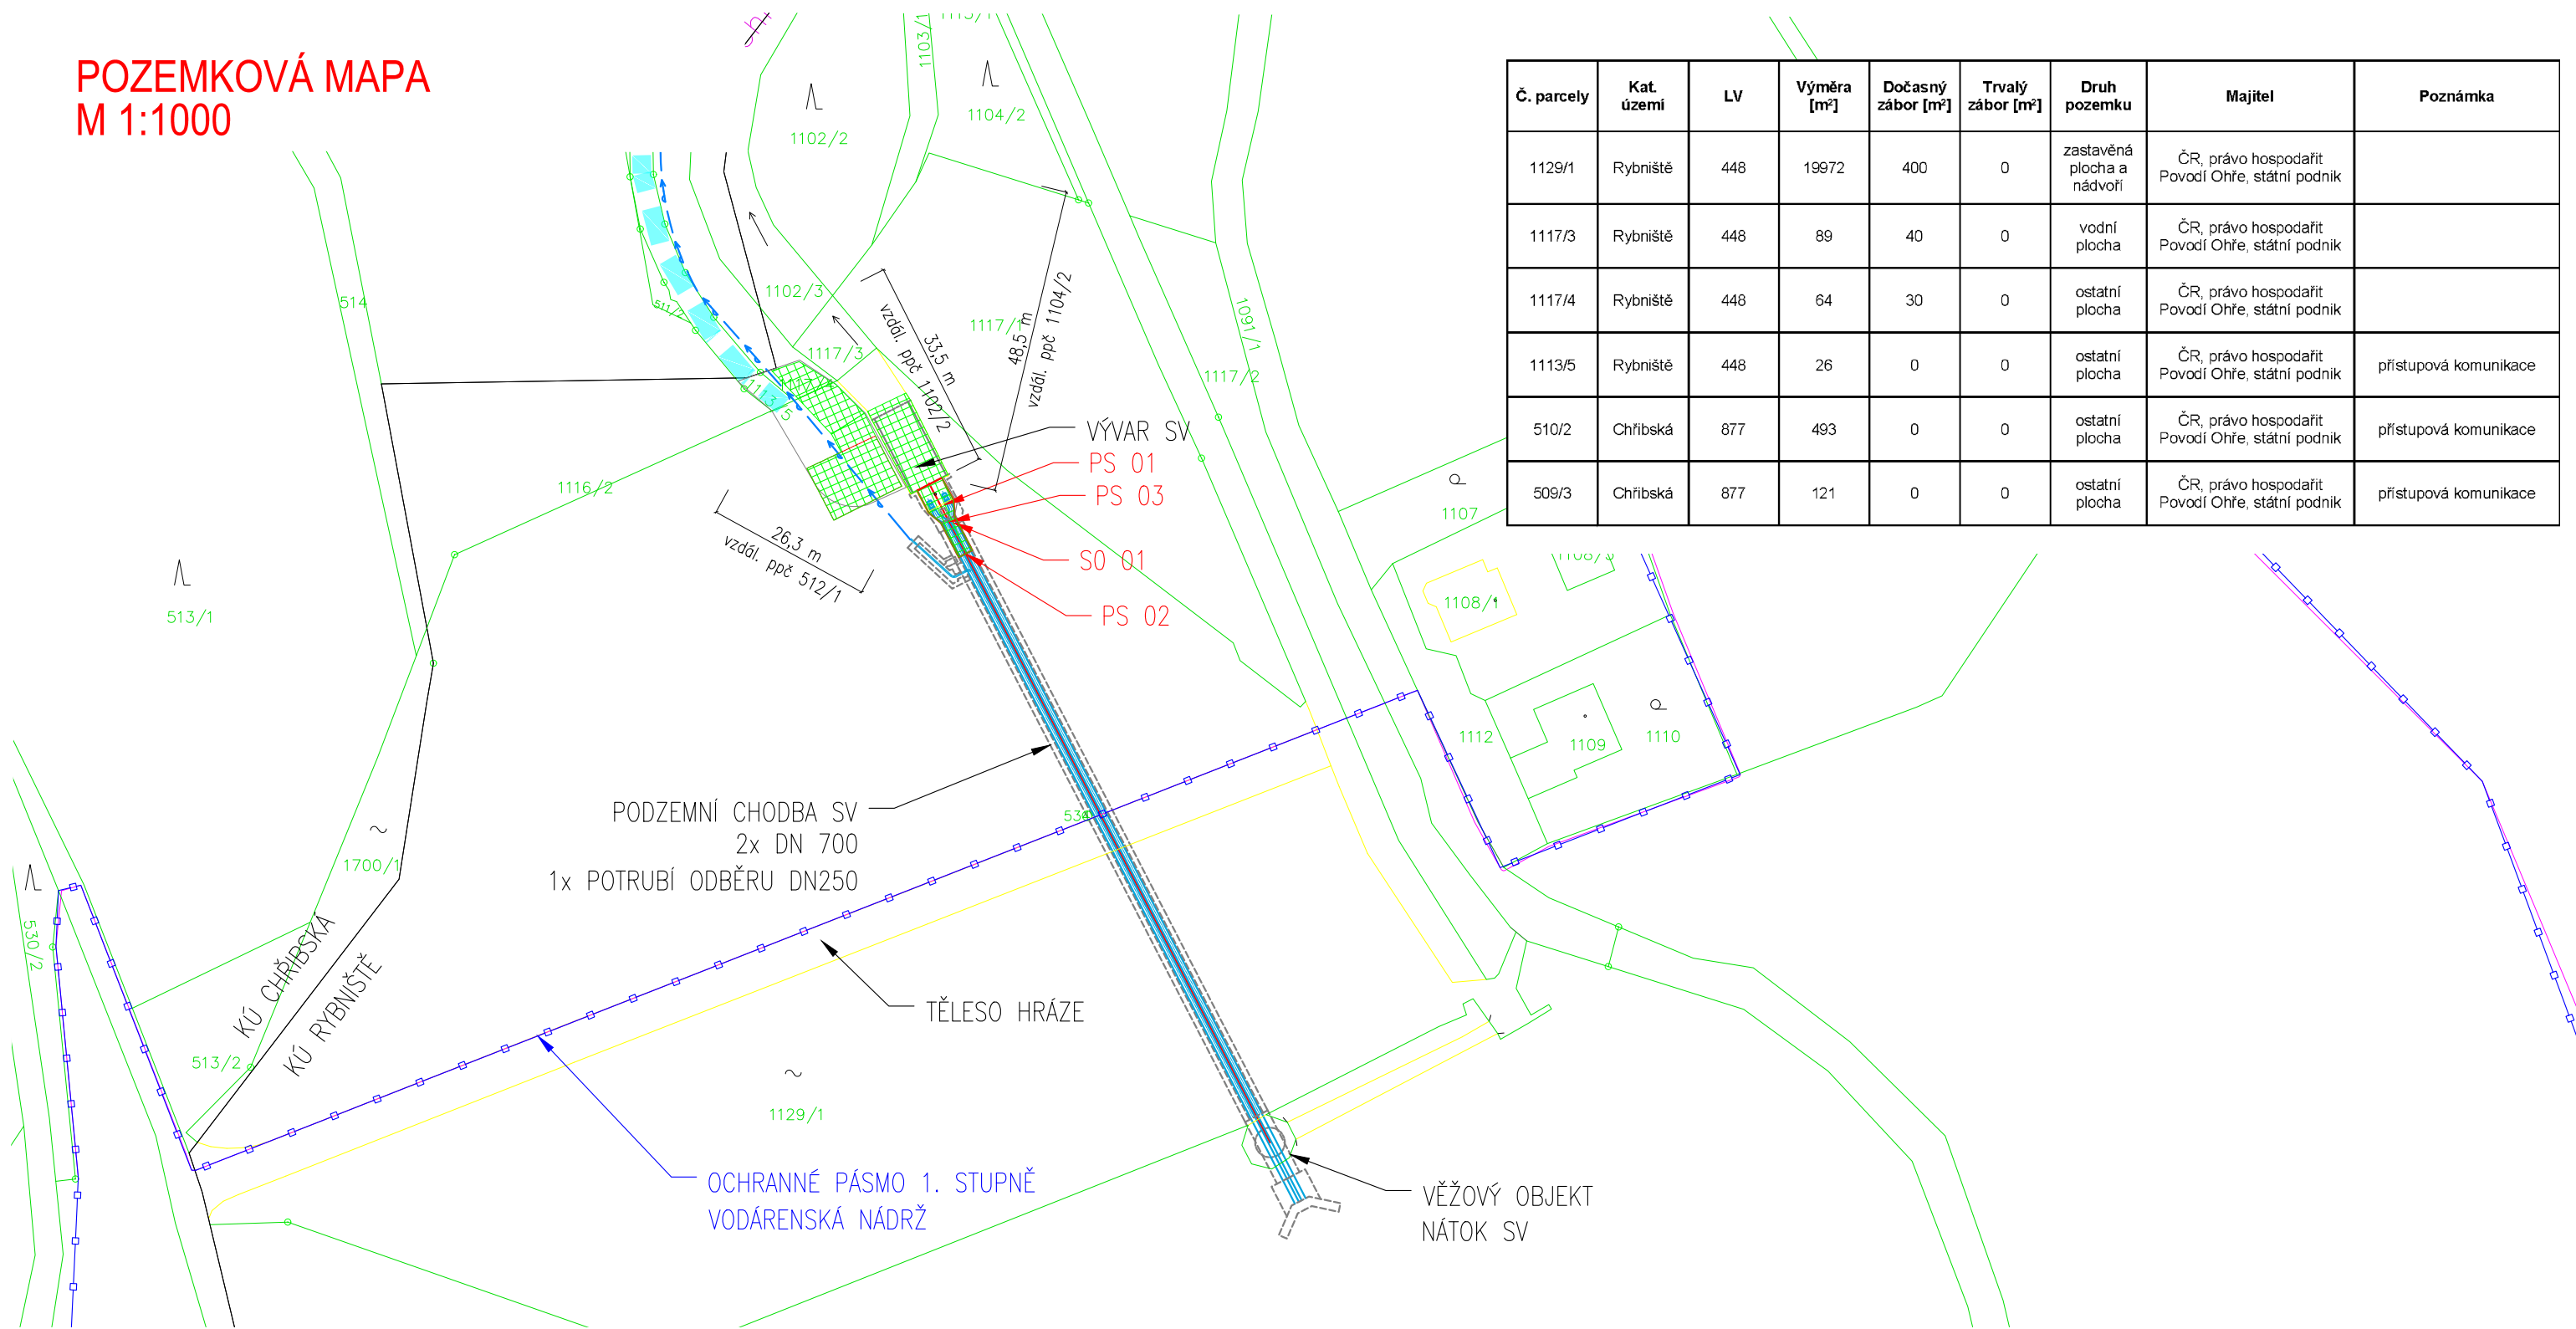 POZEMKOVÁ MAPA
M 1:1000
Č. parcely Kat. území LV Výměra [m²] Dočasný zábor [m²] Trvalý zábor [m²] Druh pozemku Majitel Poznámka
1129/1 Rybniště 448 19972 400 0 zastavěná plocha a nádvoří ČR, právo hospodařit Povodí Ohře, státní podnik
1117/3 Rybniště 448 89 40 0 vodní plocha ČR, právo hospodařit Povodí Ohře, státní podnik
1117/4 Rybniště 448 64 30 0 ostatní plocha ČR, právo hospodařit Povodí Ohře, státní podnik
1113/5 Rybniště 448 26 0 0 ostatní plocha ČR, právo hospodařit Povodí Ohře, státní podnik přístupová komunikace
510/2 Chřibská 877 493 0 0 ostatní plocha ČR, právo hospodařit Povodí Ohře, státní podnik přístupová komunikace
509/3 Chřibská 877 121 0 0 ostatní plocha ČR, právo hospodařit Povodí Ohře, státní podnik přístupová komunikace
1103/1
1104/2
1102/2
514
511/2
1102/3
1117/1
1091/1
1117/3
1117/2
33,5 m
vzdál. ppč 1102/2
48,5 m
vzdál. ppč 1104/2
1113/5
VÝVAR SV
PS 01
PS 03
SO 01
PS 02
1116/2
26,3 m
vzdál. ppč 512/1
513/1
1107
1108/1
1112
1109
1110
PODZEMNÍ CHODBA SV
2x DN 700
1x POTRUBÍ ODBĚRU DN250
1700/1
530/2
KÚ CHŘIBSKÁ
KÚ RYBNIŠTĚ
TĚLESO HRÁZE
513/2
1129/1
OCHRANNÉ PÁSMO 1. STUPNĚ
VODÁRENSKÁ NÁDRŽ
VĚŽOVÝ OBJEKT
NÁTOK SV